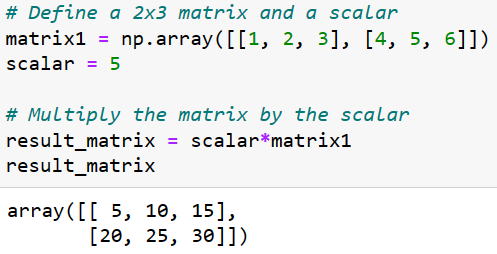 # Define a 2x3 matrix and a scalar
matrix1 = np.array([[1, 2, 3], [4, 5, 6]])
scalar = 5

# Multiply the matrix by the scalar
result_matrix = scalar*matrix1
result_matrix

array([[ 5, 10, 15],
       [20, 25, 30]])